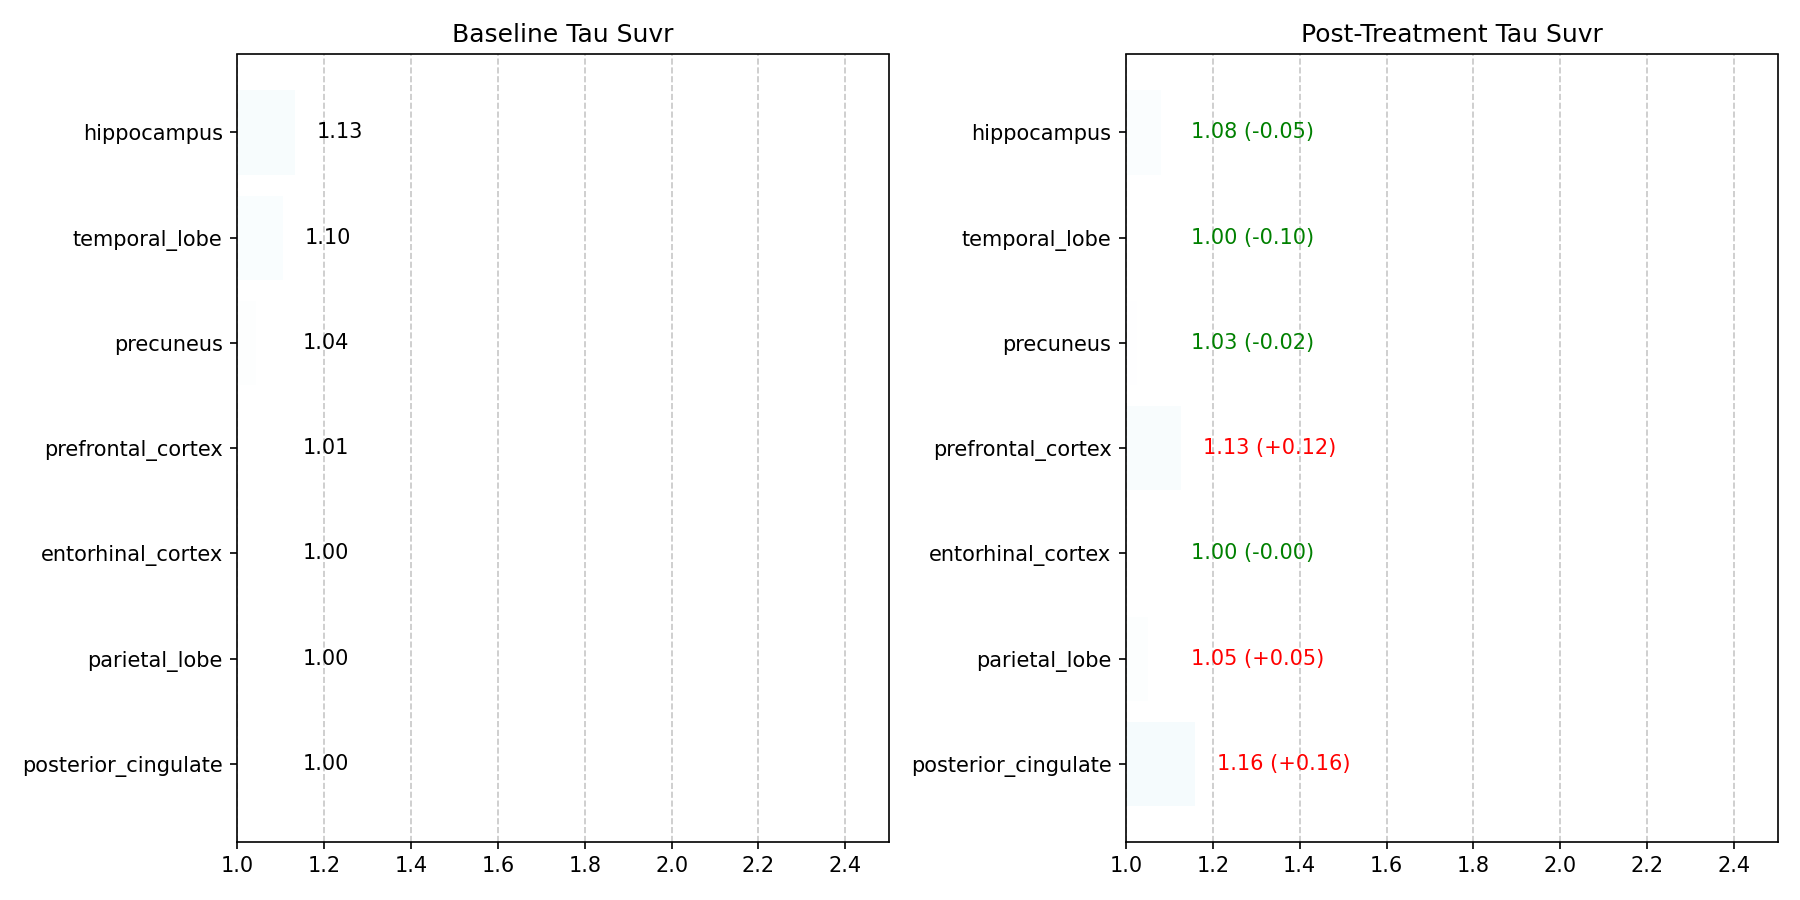 Baseline Tau Suvr
hippocampus 1.13
temporal_lobe 1.10
precuneus 1.04
prefrontal_cortex 1.01
entorhinal_cortex 1.00
parietal_lobe 1.00
posterior_cingulate 1.00
1.0 1.2 1.4 1.6 1.8 2.0 2.2 2.4
Post-Treatment Tau Suvr
hippocampus 1.08 (-0.05)
temporal_lobe 1.00 (-0.10)
precuneus 1.03 (-0.02)
prefrontal_cortex 1.13 (+0.12)
entorhinal_cortex 1.00 (-0.00)
parietal_lobe 1.05 (+0.05)
posterior_cingulate 1.16 (+0.16)
1.0 1.2 1.4 1.6 1.8 2.0 2.2 2.4